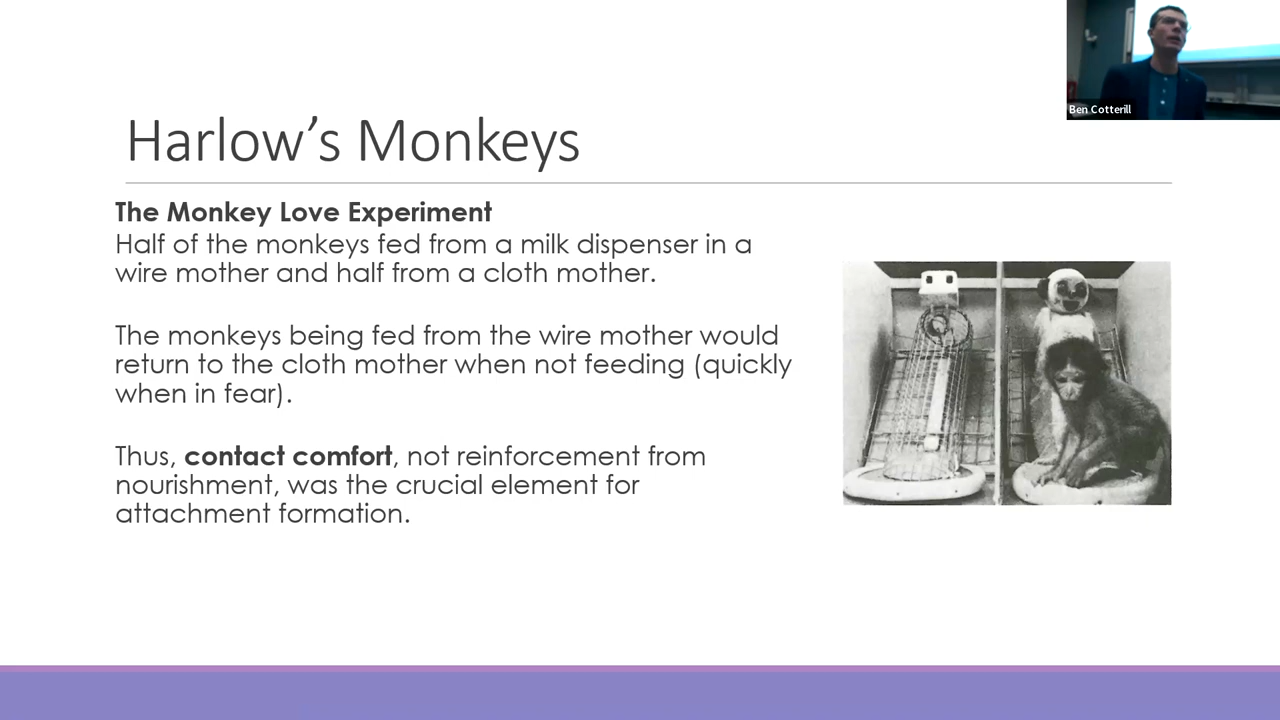 Ben Cotterill
Harlow’s Monkeys
The Monkey Love Experiment
Half of the monkeys fed from a milk dispenser in a
wire mother and half from a cloth mother.
The monkeys being fed from the wire mother would
return to the cloth mother when not feeding (quickly
when in fear).
Thus, contact comfort, not reinforcement from
nourishment, was the crucial element for
attachment formation.